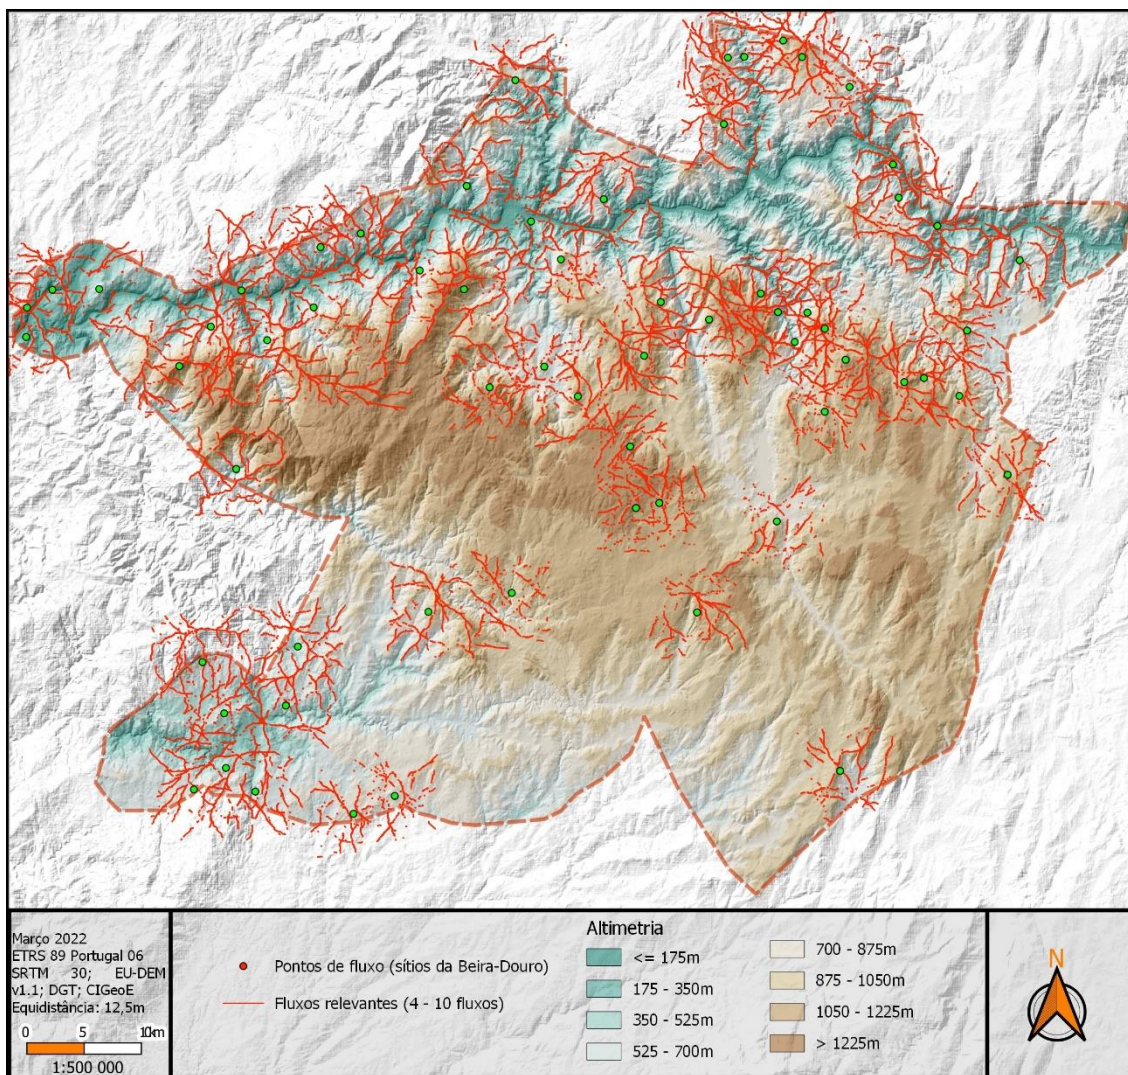 Março 2022
ETRS 89 Portugal 06
SRTM 30; EU-DEM
v1.1; DGT; CIGeoE
Equidistância: 12,5m
0 5 10km
1:500 000
Pontos de fluxo (sítios da Beira-Douro)
Fluxos relevantes (4 - 10 fluxos)
Altimetria
<= 175m
175 - 350m
350 - 525m
525 - 700m
700 - 875m
875 - 1050m
1050 - 1225m
> 1225m
N